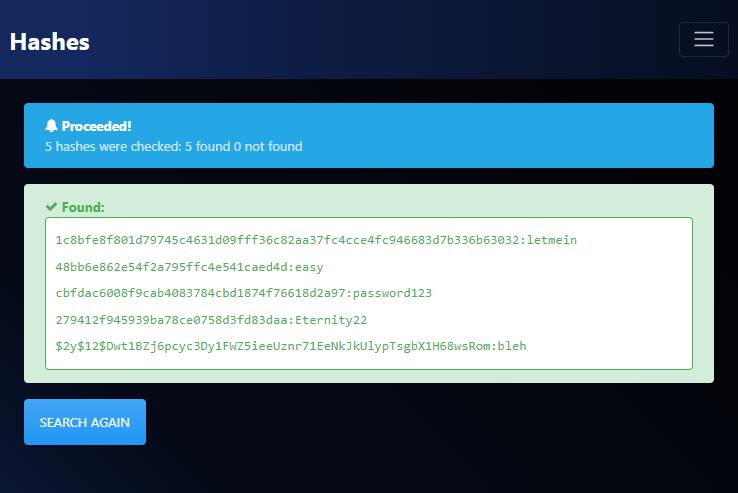 Hashes
Proceeded!
5 hashes were checked: 5 found 0 not found
Found:
1c8bfe8f801d79745c4631d09fff36c82aa37fc4cce4fc946683d7b336b63032:letmein
48bb6e862e54f2a795ffc4e541caed4d:easy
cbfdac6008f9cab4083784cbd1874f76618d2a97:password123
279412f945939ba78ce0758d3fd83daa:Eternity22
$2y$12$Dwt1BZj6pcyc3Dy1FWZ5ieeUznr71EeNkJkUlypTsgbX1H68wsRom:bleh
SEARCH AGAIN